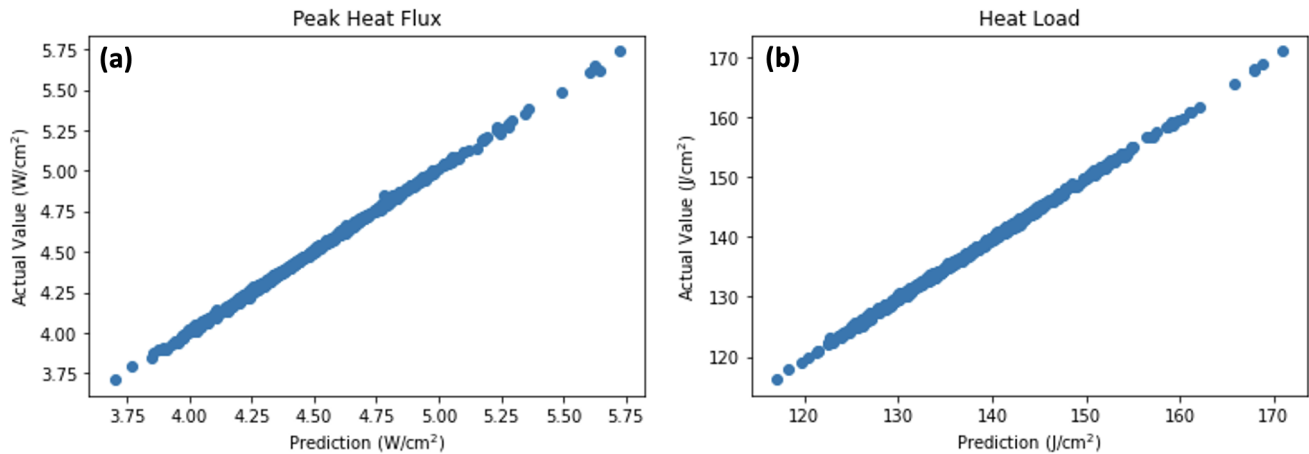 Peak Heat Flux
(a)
5.75
5.50
5.25
5.00
4.75
4.50
4.25
4.00
3.75
Actual Value (W/cm²)
3.75 4.00 4.25 4.50 4.75 5.00 5.25 5.50 5.75
Prediction (W/cm²)
Heat Load
(b)
170
160
150
140
130
120
Actual Value (J/cm²)
120 130 140 150 160 170
Prediction (J/cm²)